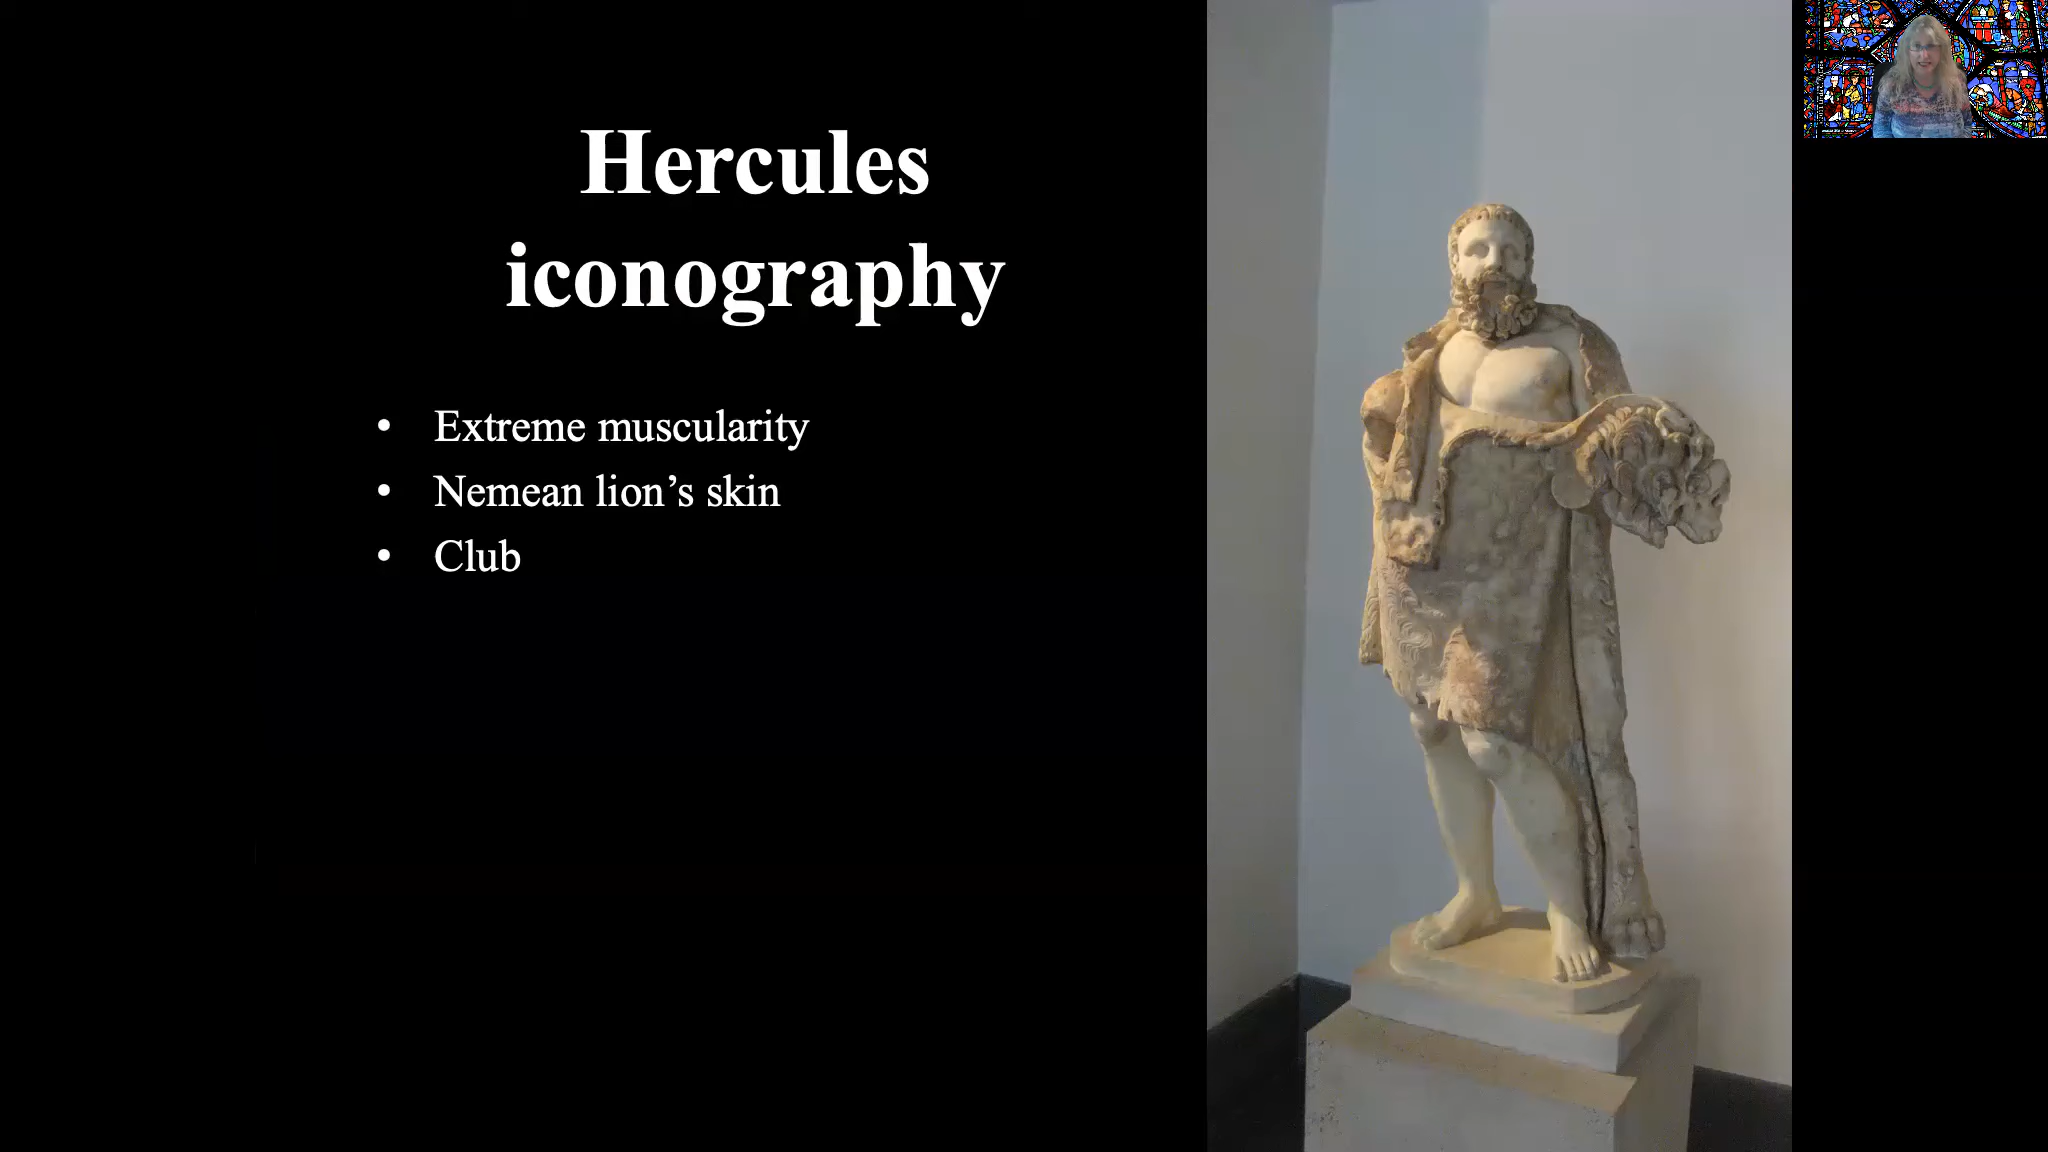 Hercules
iconography
• Extreme muscularity
• Nemean lion’s skin
• Club